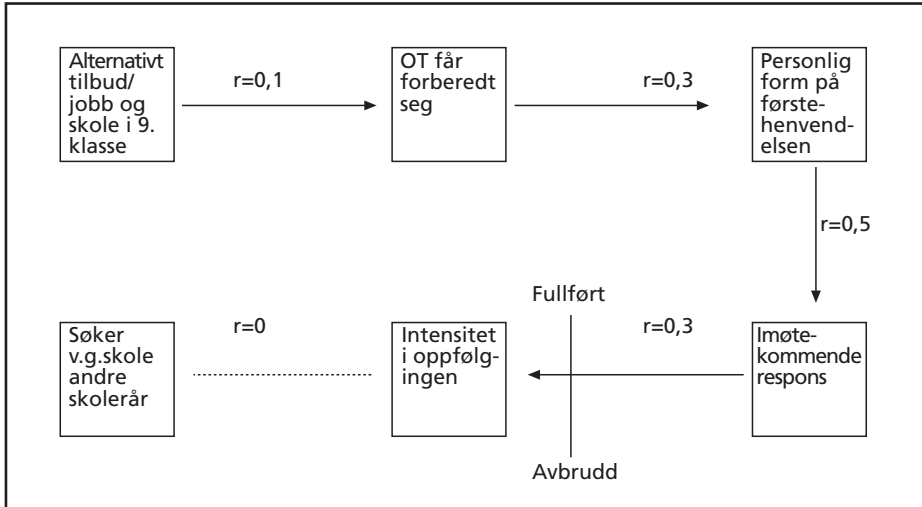 Alternativt
tilbud/
jobb og
skole i 9.
klasse
r=0,1
OT får
forberedt
seg
r=0,3
Personlig
form på
første-
henvend-
elsen
r=0,5
Søker
v.g.skole
andre
skolerår
r=0
Intensitet
i oppfølg-
ingen
Fullført
Avbrudd
r=0,3
Imøte-
kommende
respons